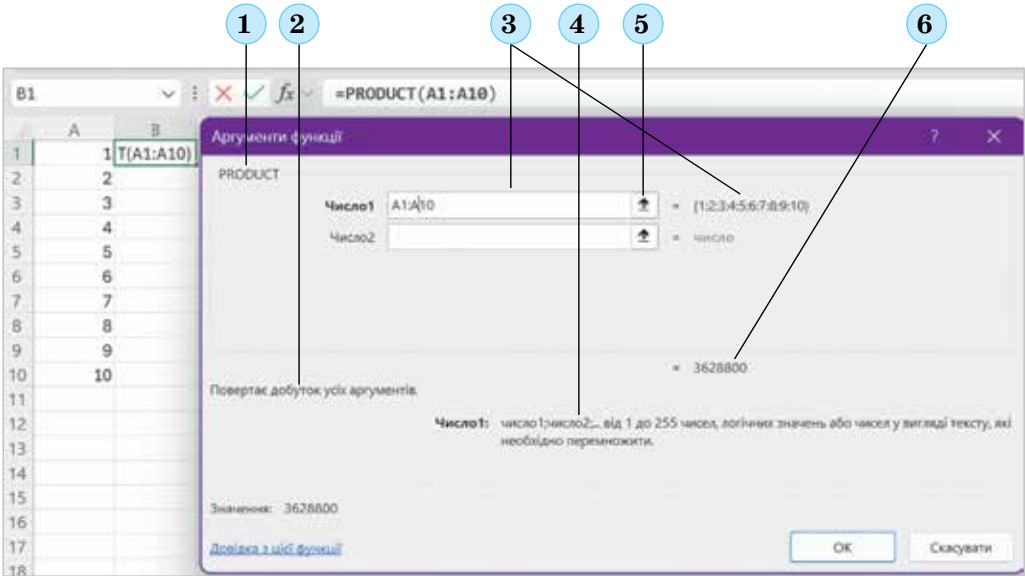 1 2 3 4 5 6
B1 fx =PRODUCT(A1:A10)
A B
Аргументи функції ? ×
1 1 T(A1:A10)
PRODUCT
2 2
3 3 Число1 A1:A10 = {1:2:3:4:5:6:7:8:9:10}
4 4 Число2 = число
5 5
6 6
7 7
8 8
9 9
= 3628800
10 10
Повертає добуток усіх аргументів.
11
12 Число1: число1;число2;... від 1 до 255 чисел, логічних значень або чисел у вигляді тексту, які
13 необхідно перемножити.
14
15
Значення: 3628800
16
17 Довідка з цієї функції OK Скасувати
18